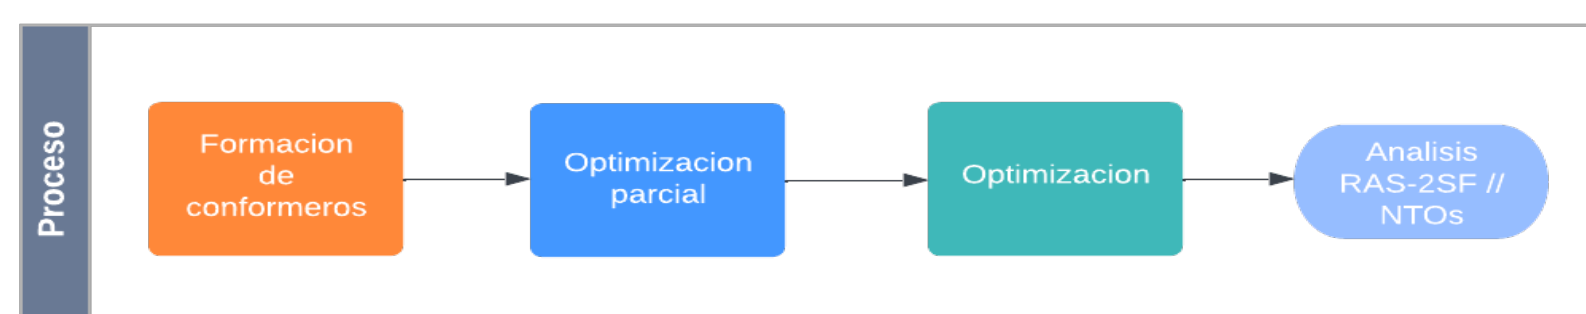 Proceso
Formacion
de
conformeros
Optimizacion
parcial
Optimizacion
Analisis
RAS-2SF //
NTOs